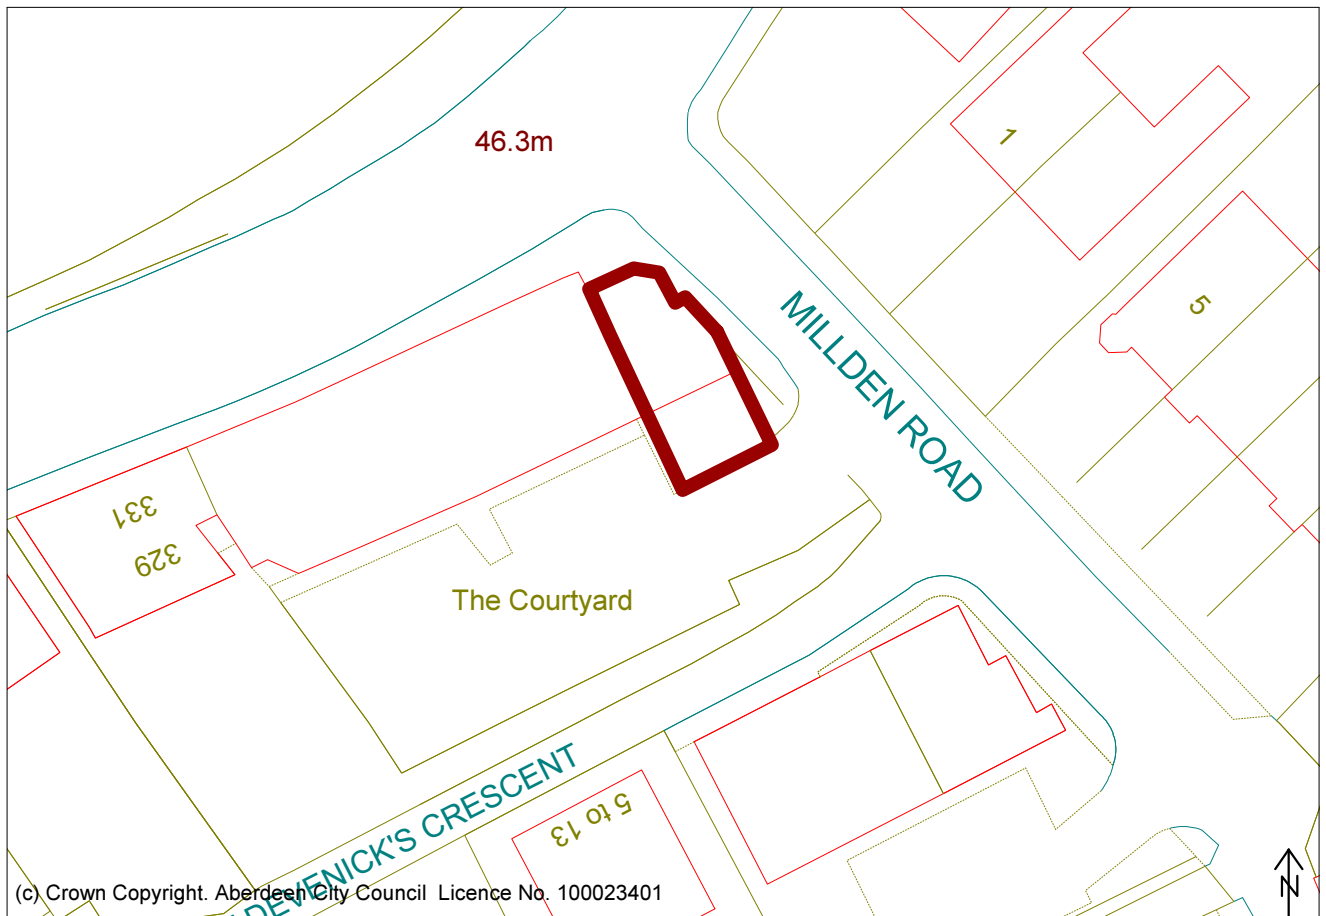 46.3m
1
5
MILLDEN ROAD
331
329
The Courtyard
5 to 13
DEVENICK'S CRESCENT
(c) Crown Copyright. Aberdeen City Council Licence No. 100023401
N